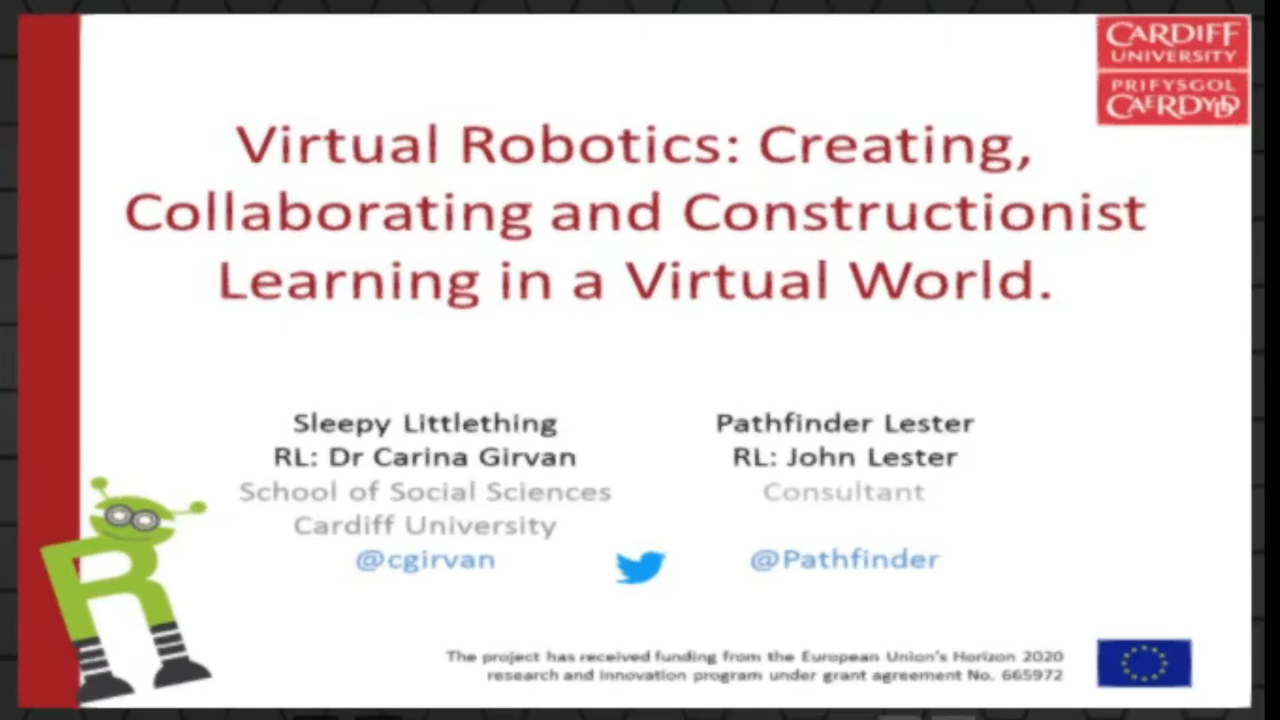 CARDIFF
UNIVERSITY
PRIFYSGOL
CAERDYDD
Virtual Robotics: Creating,
Collaborating and Constructionist
Learning in a Virtual World.
Sleepy Littlething
RL: Dr Carina Girvan
School of Social Sciences
Cardiff University
@cgirvan
Pathfinder Lester
RL: John Lester
Consultant
@Pathfinder
The project has received funding from the European Union's Horizon 2020
research and innovation program under grant agreement No. 665972